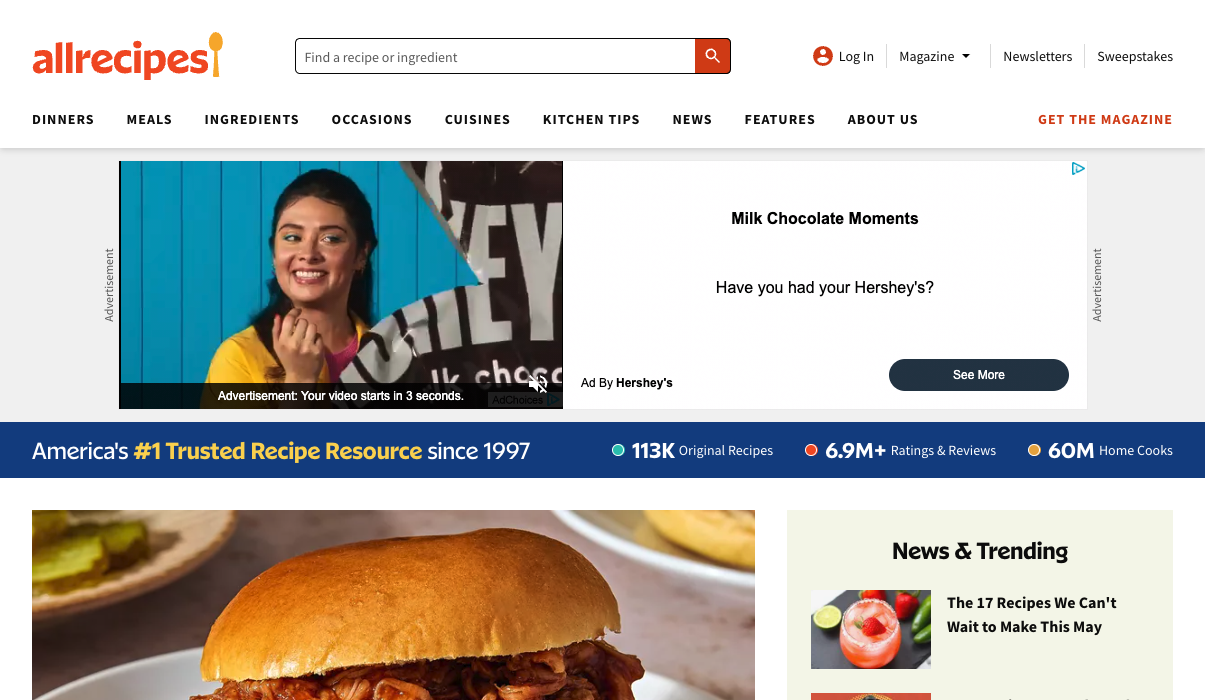 allrecipes
Find a recipe or ingredient
Log In
Magazine
Newsletters
Sweepstakes
DINNERS
MEALS
INGREDIENTS
OCCASIONS
CUISINES
KITCHEN TIPS
NEWS
FEATURES
ABOUT US
GET THE MAGAZINE
Advertisement
EY
lk choco
Advertisement: Your video starts in 3 seconds.
AdChoices
Milk Chocolate Moments
Have you had your Hershey's?
Ad By Hershey's
See More
Advertisement
America's #1 Trusted Recipe Resource since 1997
113K Original Recipes
6.9M+ Ratings & Reviews
60M Home Cooks
News & Trending
The 17 Recipes We Can't
Wait to Make This May